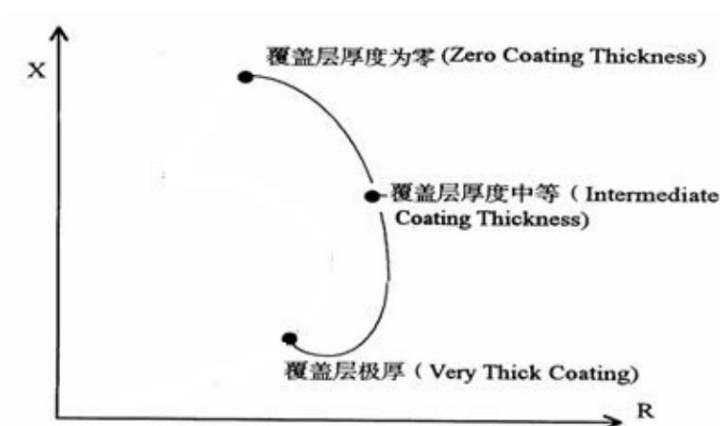 X
覆盖层厚度为零 (Zero Coating Thickness)
覆盖层厚度中等 ( Intermediate
Coating Thickness)
覆盖层极厚 ( Very Thick Coating)
R